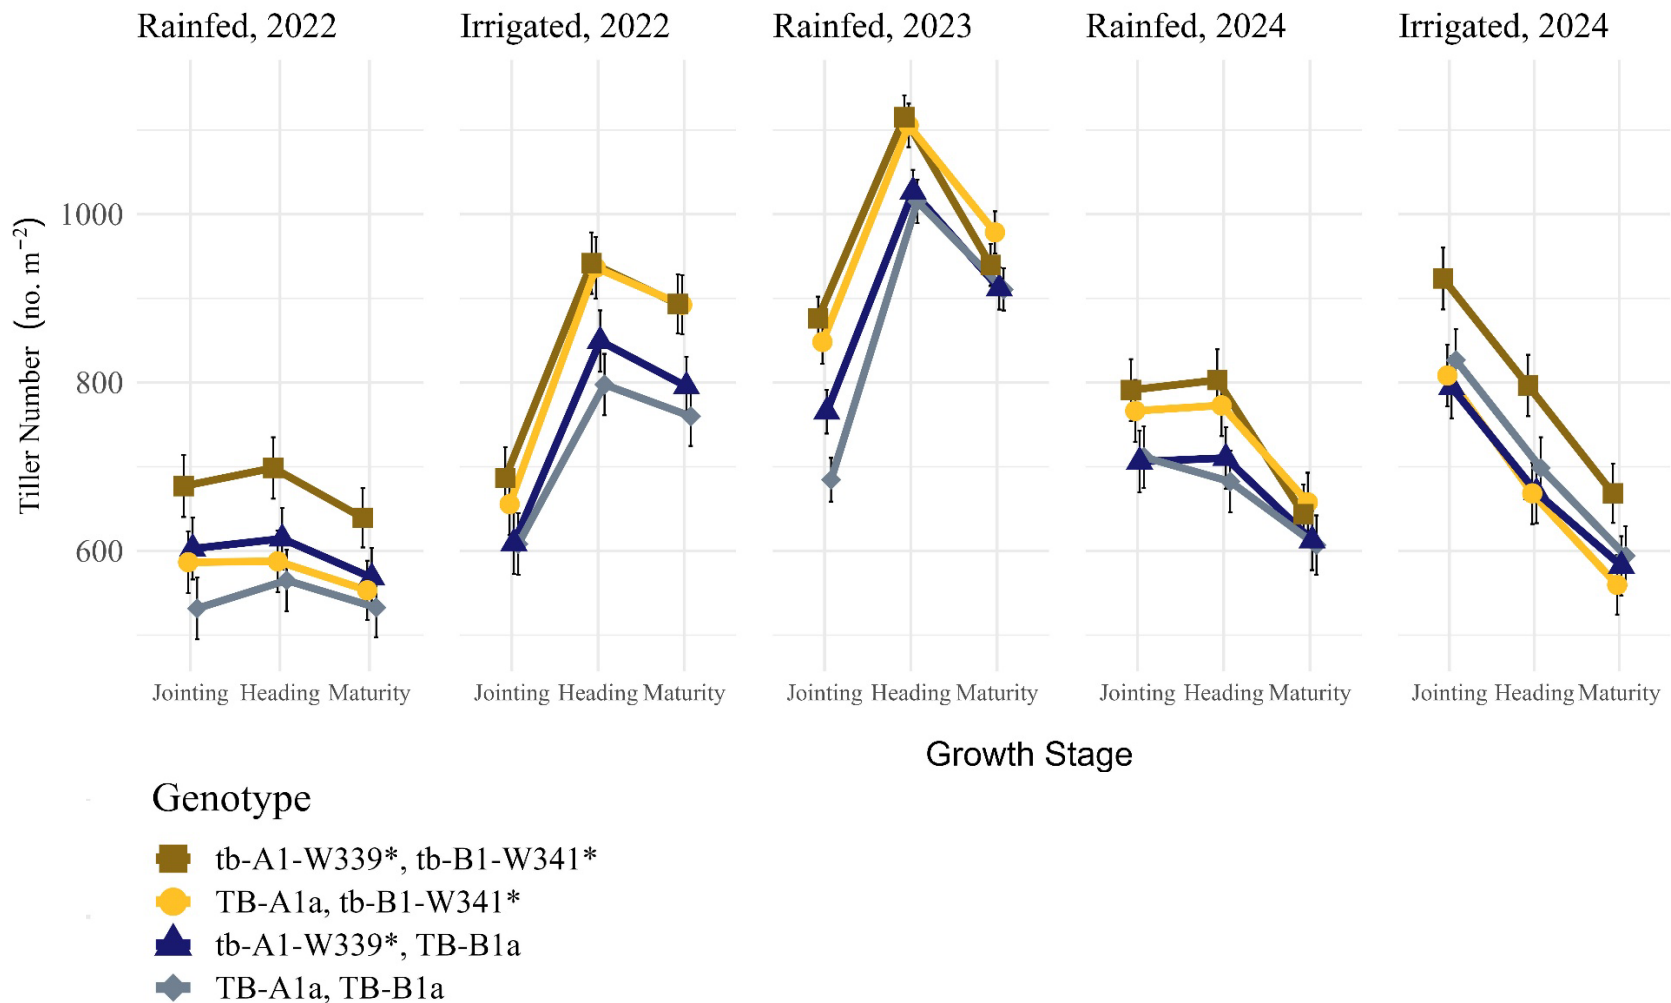 Rainfed, 2022 Irrigated, 2022 Rainfed, 2023 Rainfed, 2024 Irrigated, 2024
1000
800
600
Tiller Number (no. m⁻²)
Jointing Heading Maturity Jointing Heading Maturity Jointing Heading Maturity Jointing Heading Maturity Jointing Heading Maturity
Growth Stage
Genotype
tb-A1-W339*, tb-B1-W341*
TB-A1a, tb-B1-W341*
tb-A1-W339*, TB-B1a
TB-A1a, TB-B1a